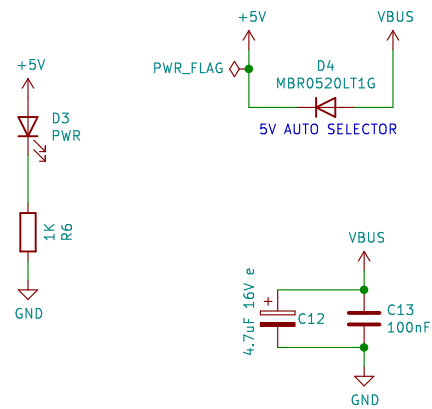 +5V
VBUS
+5V
PWR_FLAG
D4
MBR0520LT1G
D3
PWR
5V AUTO SELECTOR
1K
R6
VBUS
GND
4.7uF 16V e
+
C12
C13
100nF
GND